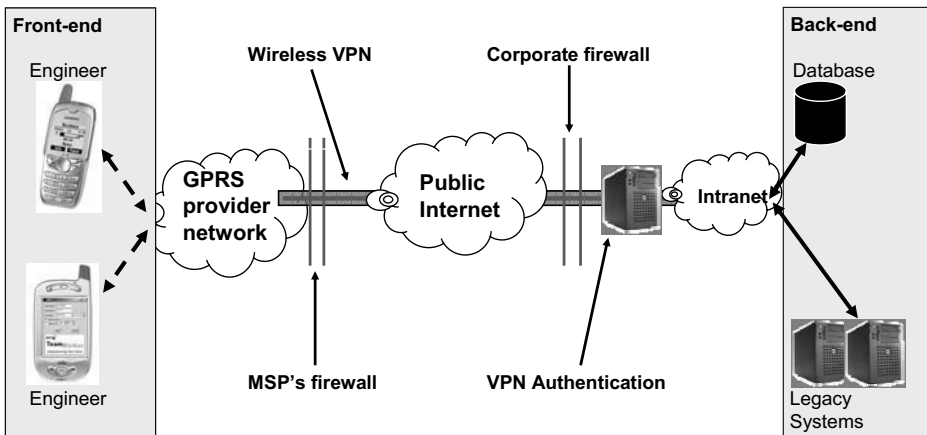 Front-end
Engineer
Engineer
Wireless VPN
GPRS
provider
network
MSP's firewall
Public
Internet
Corporate firewall
VPN Authentication
Intranet
Back-end
Database
Legacy
Systems